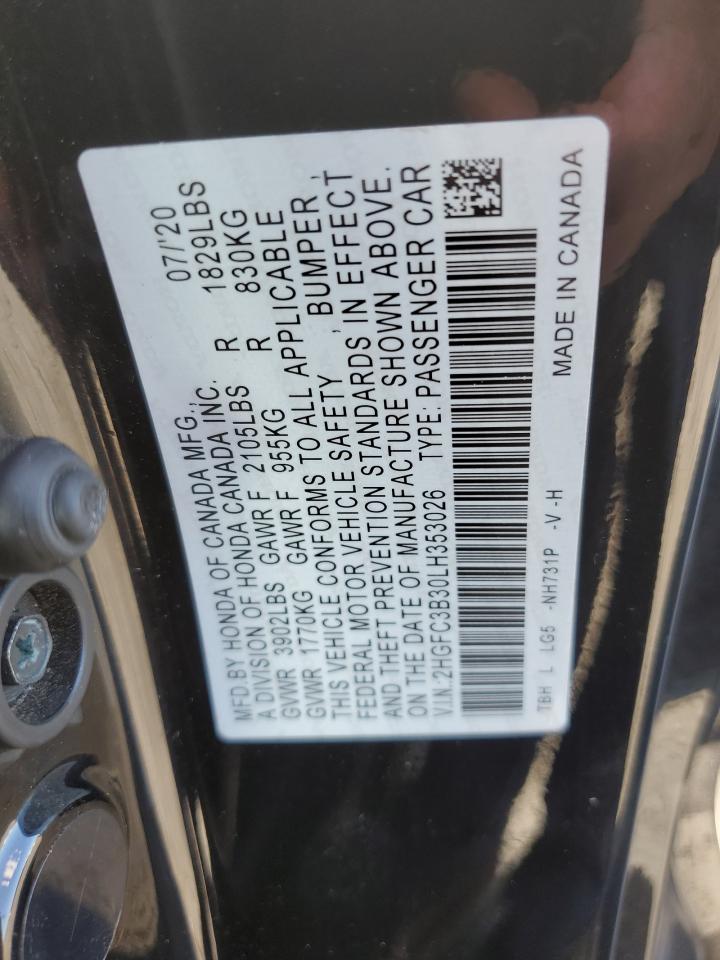 MFD.BY HONDA OF CANADA MFG., 07/'20
A DIVISION OF HONDA CANADA INC.
GVWR 3902LBS GAWR F 2105LBS R 1829LBS
GVWR 1770KG GAWR F 955KG R 830KG
THIS VEHICLE CONFORMS TO ALL APPLICABLE
FEDERAL MOTOR VEHICLE SAFETY , BUMPER ,
AND THEFT PREVENTION STANDARDS IN EFFECT
ON THE DATE OF MANUFACTURE SHOWN ABOVE.
V.I.N.:2HGFC3B30LH353026 TYPE: PASSENGER CAR
TBH L LG5 -NH731P -V -H MADE IN CANADA